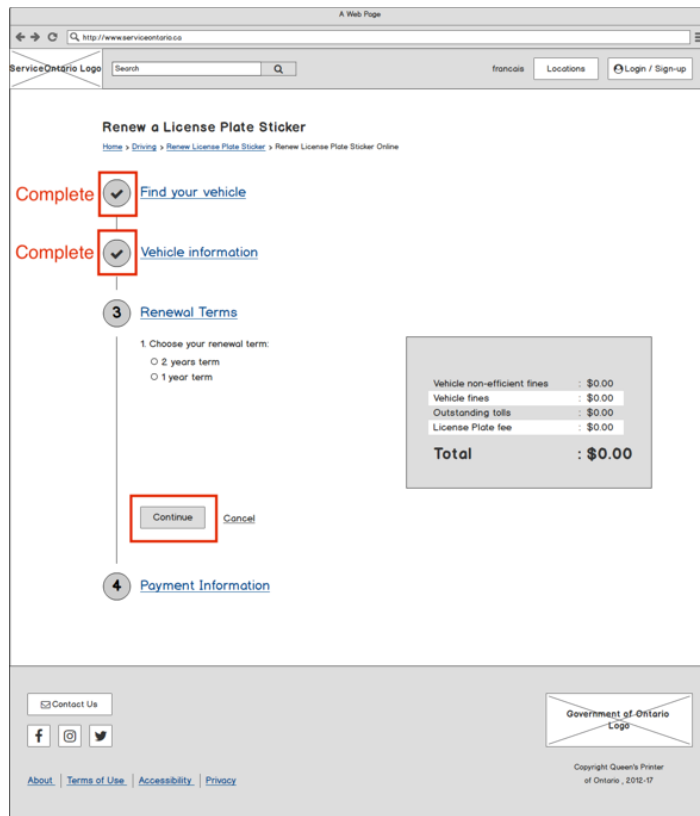 A Web Page
http://www.serviceontario.ca
ServiceOntario Logo
Search
francais
Locations
Login / Sign-up
Renew a License Plate Sticker
Home > Driving > Renew License Plate Sticker > Renew License Plate Sticker Online
Complete
Find your vehicle
Complete
Vehicle information
3 Renewal Terms
1. Choose your renewal term:
2 years term
1 year term
Vehicle non-efficient fines : $0.00
Vehicle fines : $0.00
Outstanding tolls : $0.00
License Plate fee : $0.00
Total : $0.00
Continue
Cancel
4 Payment Information
Contact Us
Government of Ontario
Logo
About | Terms of Use | Accessibility | Privacy
Copyright Queen's Printer
of Ontario , 2012-17